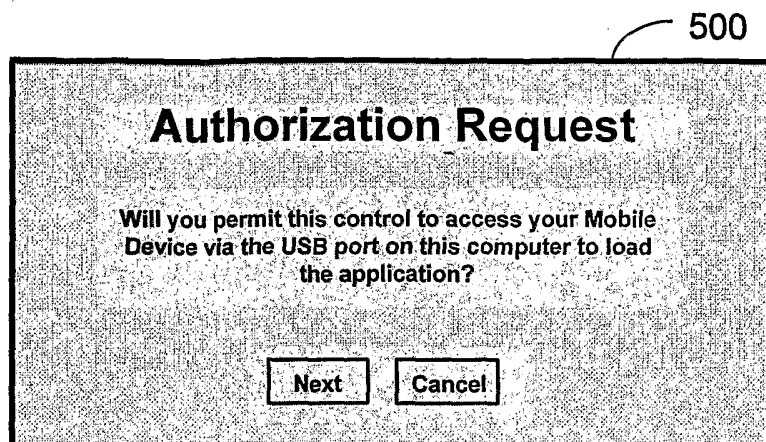 500
Authorization Request
Will you permit this control to access your Mobile
Device via the USB port on this computer to load
the application?
Next Cancel